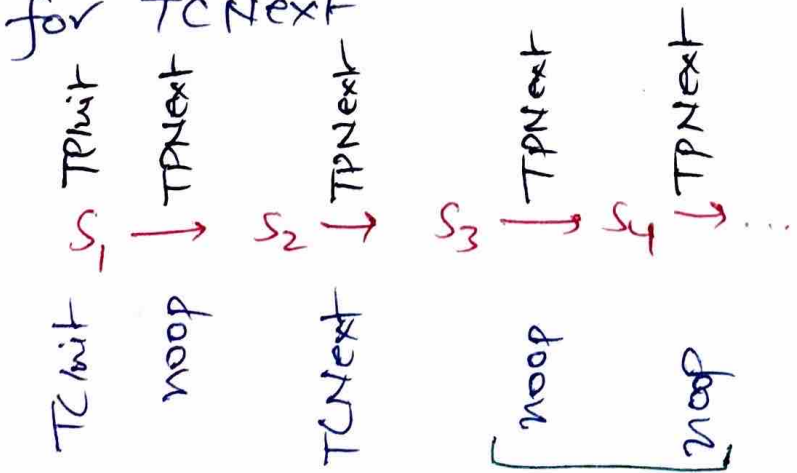 for TCNext
TPInit TPNext TPNext TPNext TPNext
S1 → S2 → S3 → S4 → ...
TCInit noop TCNext noop noop